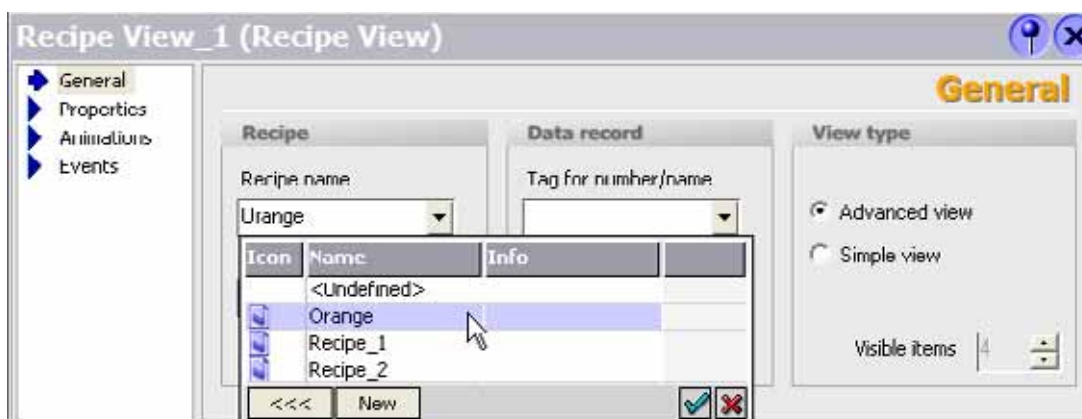 Recipe View_1 (Recipe View)
General
Properties
Animations
Events
General
Recipe
Recipe name
Orange
Data record
Tag for number/name
View type
Advanced view
Simple view
Visible items 4
Icon Name Info
<Undefined>
Orange
Recipe_1
Recipe_2
<<< New